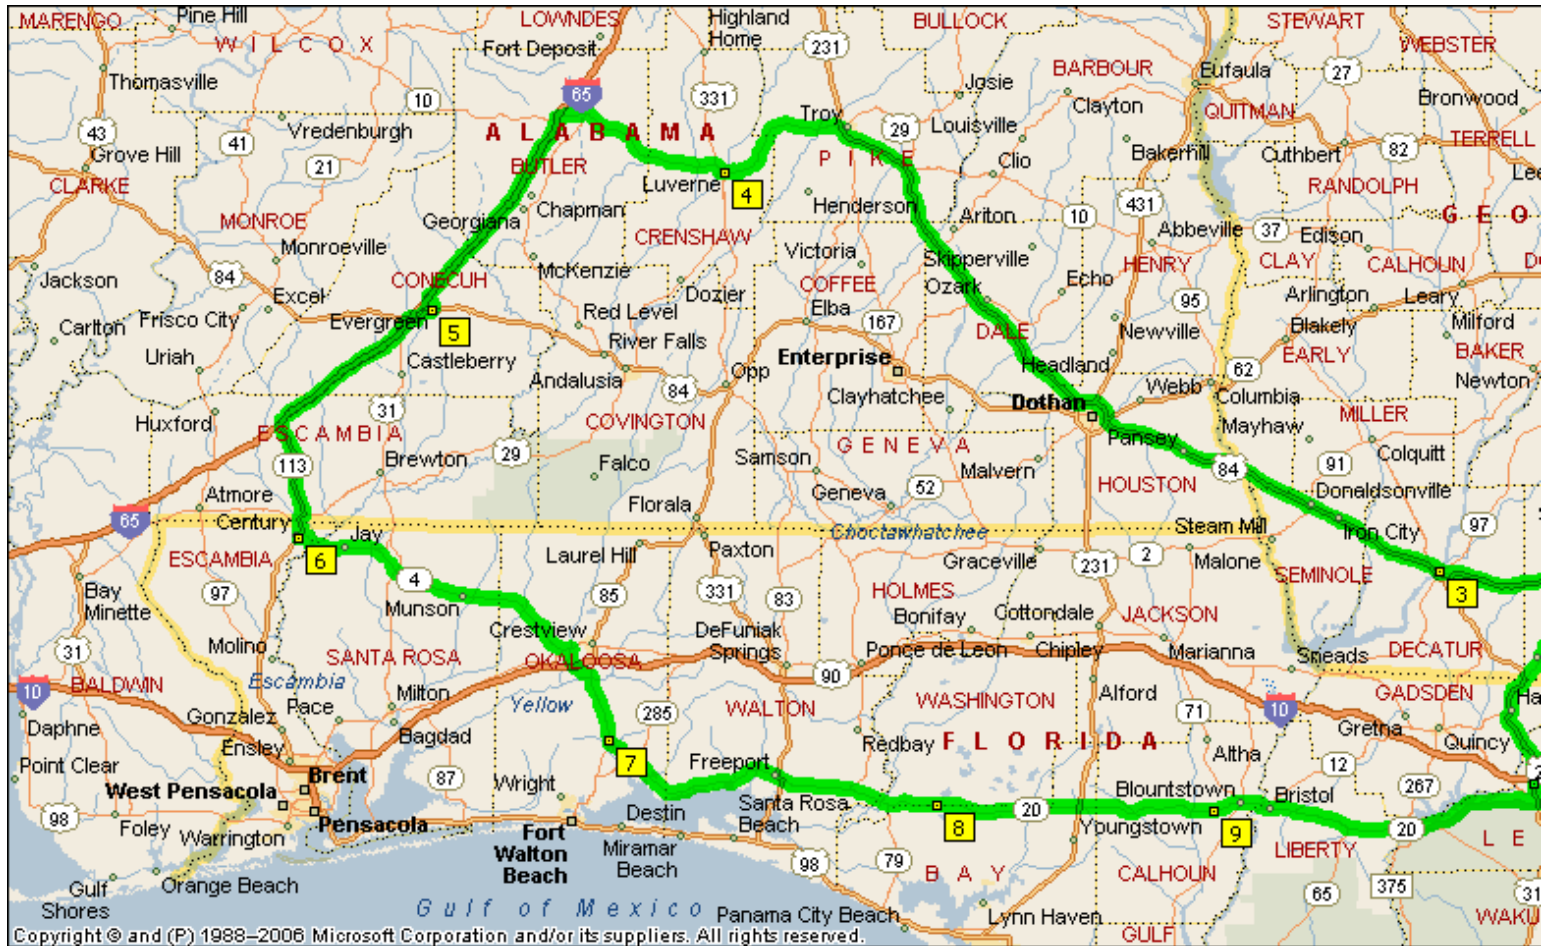 MARENGO
Pine Hill
LOWNDES
Highland
Home
BULLOCK
STEWART
WILCOX
Fort Deposit
231
WEBSTER
Thomasville
65
Josie
BARBOUR
Eufaula
27
10
331
Troy
Clayton
QUITMAN
Bronwood
43
Vredenburgh
ALABAMA
29
Louisville
TERRELL
Grove Hill
41
21
BUTLER
PIKE
Clio
Bakerhill
Cuthbert
82
CLARKE
Luverne
4
RANDOLPH
Lee
MONROE
Georgiana
Chapman
Henderson
Ariton
10
431
GEO
Monroeville
CRENSHAW
Victoria
Abbeville
37
Edison
Jackson
84
CONECUH
McKenzie
COFFEE
Skipperville
HENRY
CLAY
CALHOUN
Excel
Dozier
Ozark
Echo
95
Arlington
Leary
Carlton
Frisco City
Evergreen
5
Red Level
Elba
167
DALE
Newville
Blakely
Milford
Uriah
Castleberry
River Falls
Enterprise
Headland
EARLY
BAKER
Andalusia
84
Opp
Webb
62
Newton
Huxford
31
Clayhatchee
Dothan
Columbia
ESCAMBIA
COVINGTON
GENEVA
Pansey
Mayhaw
MILLER
113
Brewton
29
Falco
Samson
Malvern
84
91
Colquitt
Atmore
Geneva
52
HOUSTON
Donaldsonville
65
Century
Florala
Choctawhatchee
Steam Mill
Iron City
97
Jay
Laurel Hill
Paxton
Graceville
2
Malone
ESCAMBIA
6
4
231
SEMINOLE
3
Bay
Minette
97
Munson
85
331
83
HOLMES
Bonifay
Cottondale
JACKSON
Molino
Crestview
DeFuniak
Springs
31
SANTA ROSA
OKALOOSA
Ponce de Leon
Chipley
Marianna
Sneads
DECATUR
10
BALDWIN
Escambia
Milton
Yellow
90
Alford
GADSDEN
Ha
Daphne
Gonzalez
Pace
285
WALTON
WASHINGTON
71
10
Gretna
Ensley
Bagdad
7
Redbay
FLORIDA
Altha
Quincy
Point Clear
Brent
87
Wright
Freeport
12
267
West Pensacola
Blountstown
Bristol
98
Foley
Pensacola
Destin
Santa Rosa
Beach
8
20
Youngstown
9
20
Warrington
Fort
Walton
Beach
Miramar
Beach
98
79
LIBERTY
LE
Gulf
Shores
Orange Beach
BAY
CALHOUN
65
375
31
Gulf of Mexico
Panama City Beach
Lynn Haven
GULF
WAKU
Copyright © and (P) 1988–2006 Microsoft Corporation and/or its suppliers. All rights reserved.